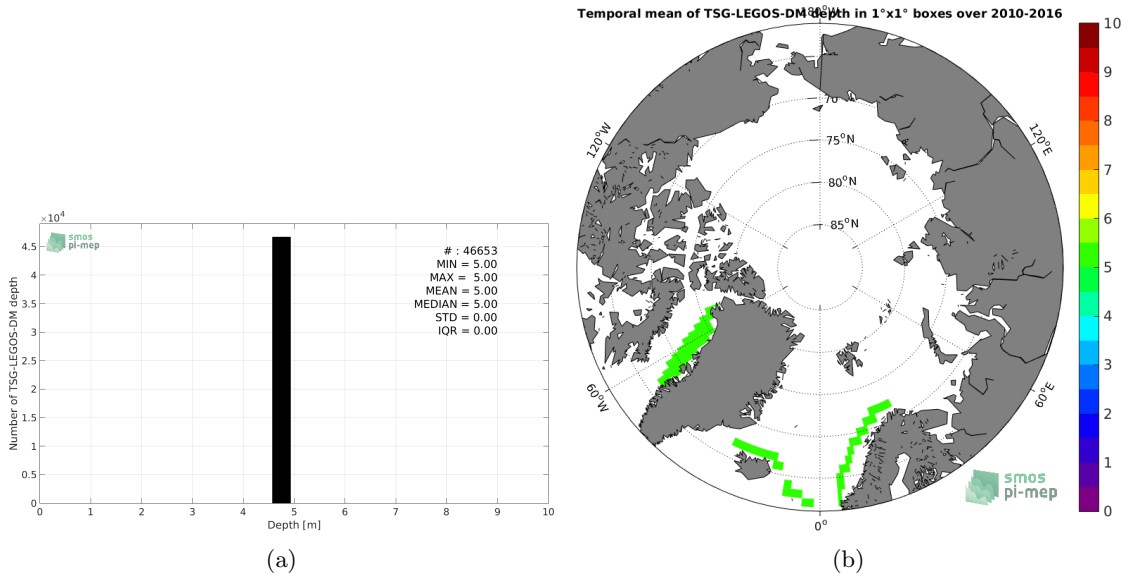 Temporal mean of TSG-LEGOS-DM depth in 1°x1° boxes over 2010-2016
180°W
×10⁴
smos
pi-mep
# : 46653
MIN = 5.00
MAX = 5.00
MEAN = 5.00
MEDIAN = 5.00
STD = 0.00
IQR = 0.00
4.5
4
3.5
3
2.5
2
1.5
1
0.5
0
Number of TSG-LEGOS-DM depth
0 1 2 3 4 5 6 7 8 9 10
Depth [m]
(a)
120°W
120°E
75°N
80°N
85°N
60°W
60°E
0°
smos
pi-mep
10
9
8
7
6
5
4
3
2
1
0
(b)